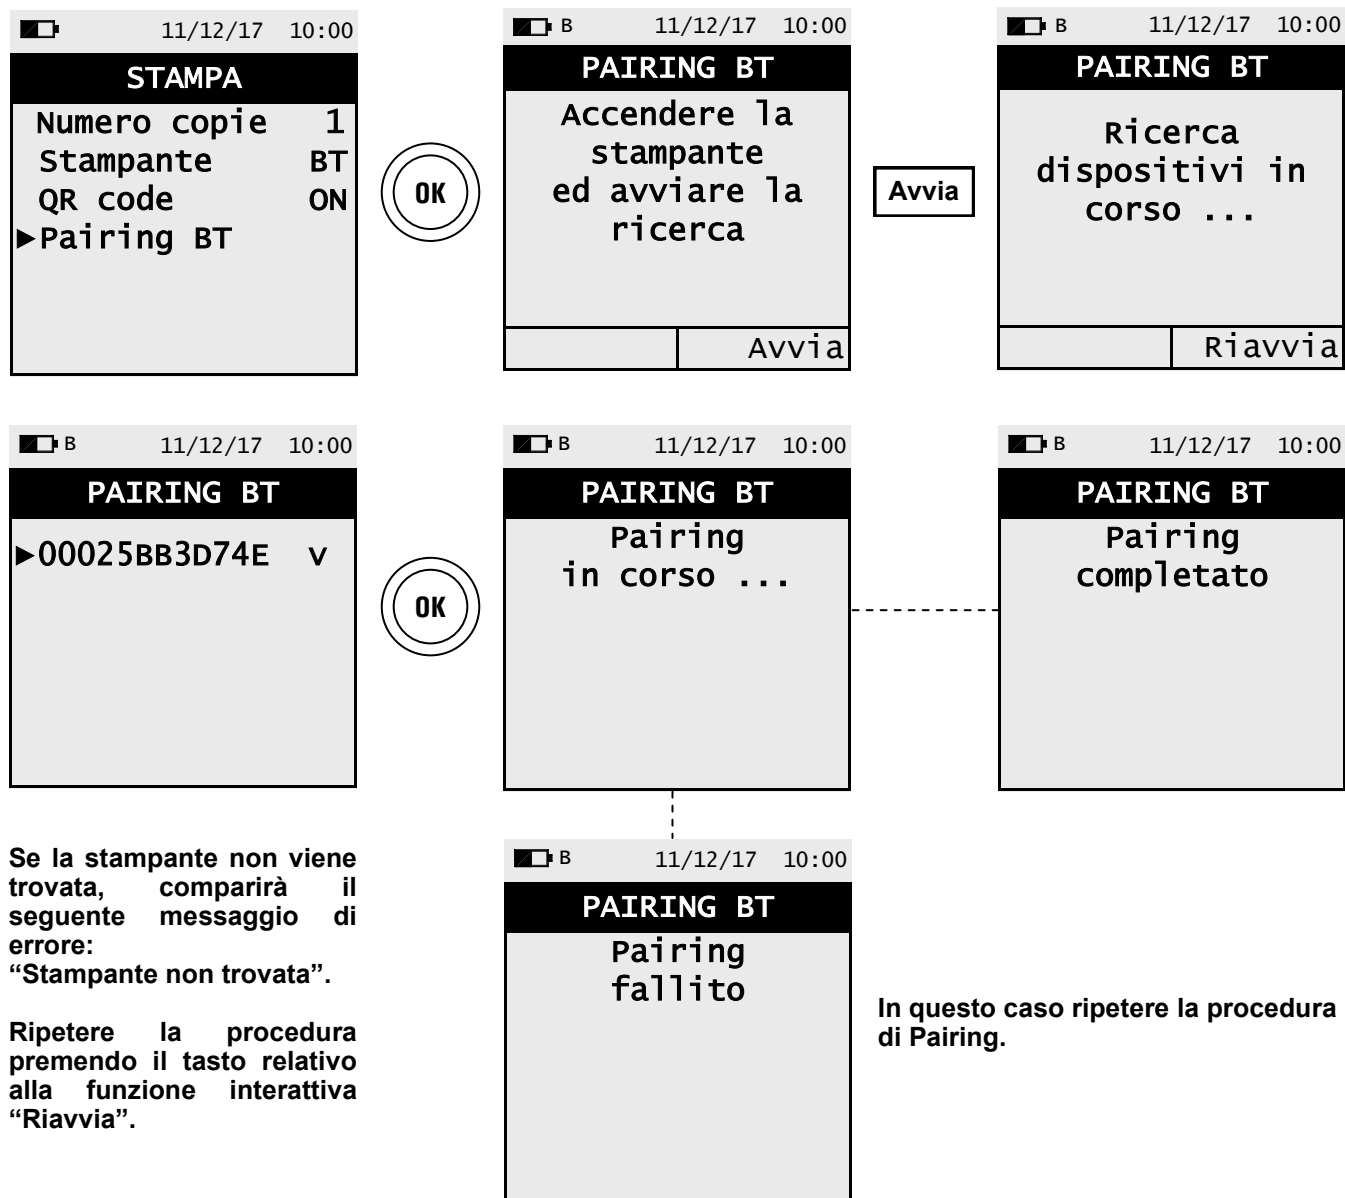 11/12/17 10:00
STAMPA
Numero copie 1
Stampante BT
QR code ON
►Pairing BT
OK
B 11/12/17 10:00
PAIRING BT
Accendere la
stampante
ed avviare la
ricerca
Avvia
Avvia
B 11/12/17 10:00
PAIRING BT
Ricerca
dispositivi in
corso ...
Riavvia
B 11/12/17 10:00
PAIRING BT
►00025BB3D74E v
OK
B 11/12/17 10:00
PAIRING BT
Pairing
in corso ...
B 11/12/17 10:00
PAIRING BT
Pairing
completato
Se la stampante non viene
trovata, comparirà il
seguente messaggio di
errore:
“Stampante non trovata”.
Ripetere la procedura
premendo il tasto relativo
alla funzione interattiva
“Riavvia”.
B 11/12/17 10:00
PAIRING BT
Pairing
fallito
In questo caso ripetere la procedura
di Pairing.